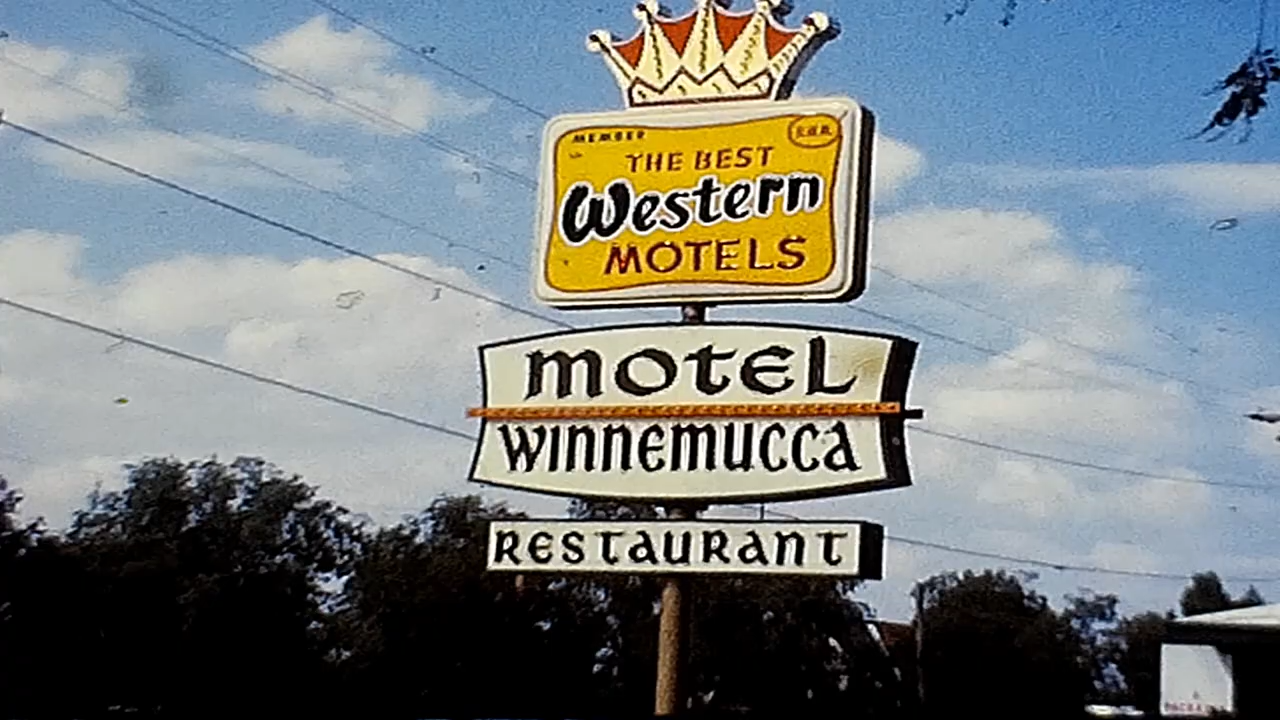 MEMBER
THE BEST
Western
MOTELS
MOTEL
WINNEMUCCA
RESTAURANT